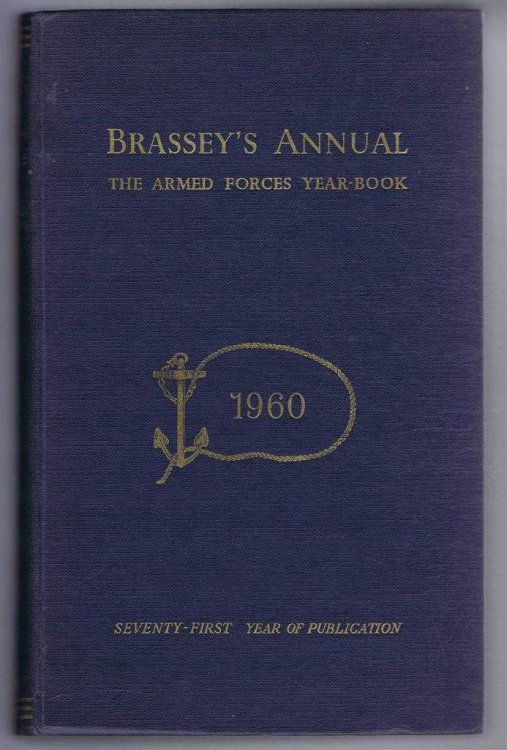 BRASSEY'S ANNUAL
THE ARMED FORCES YEAR-BOOK
1960
SEVENTY-FIRST YEAR OF PUBLICATION